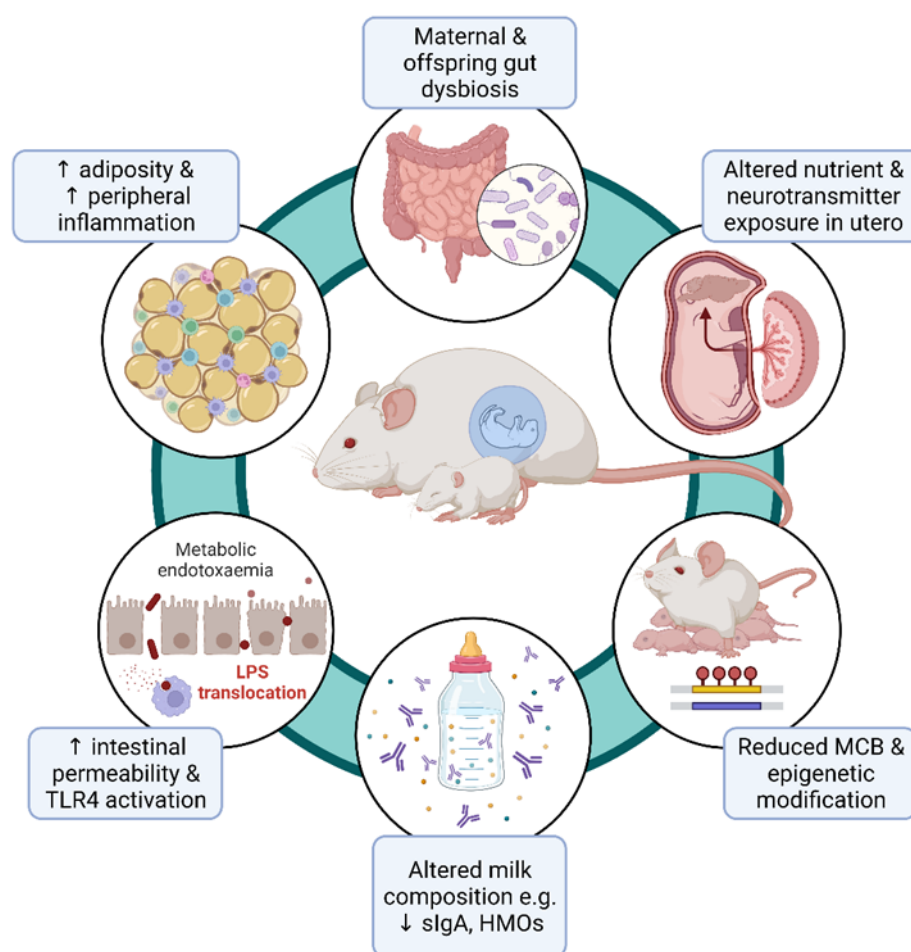 Maternal &
offspring gut
dysbiosis
↑ adiposity &
↑ peripheral
inflammation
Altered nutrient &
neurotransmitter
exposure in utero
Metabolic
endotoxaemia
LPS
translocation
↑ intestinal
permeability &
TLR4 activation
Reduced MCB &
epigenetic
modification
Altered milk
composition e.g.
↓ sIgA, HMOs